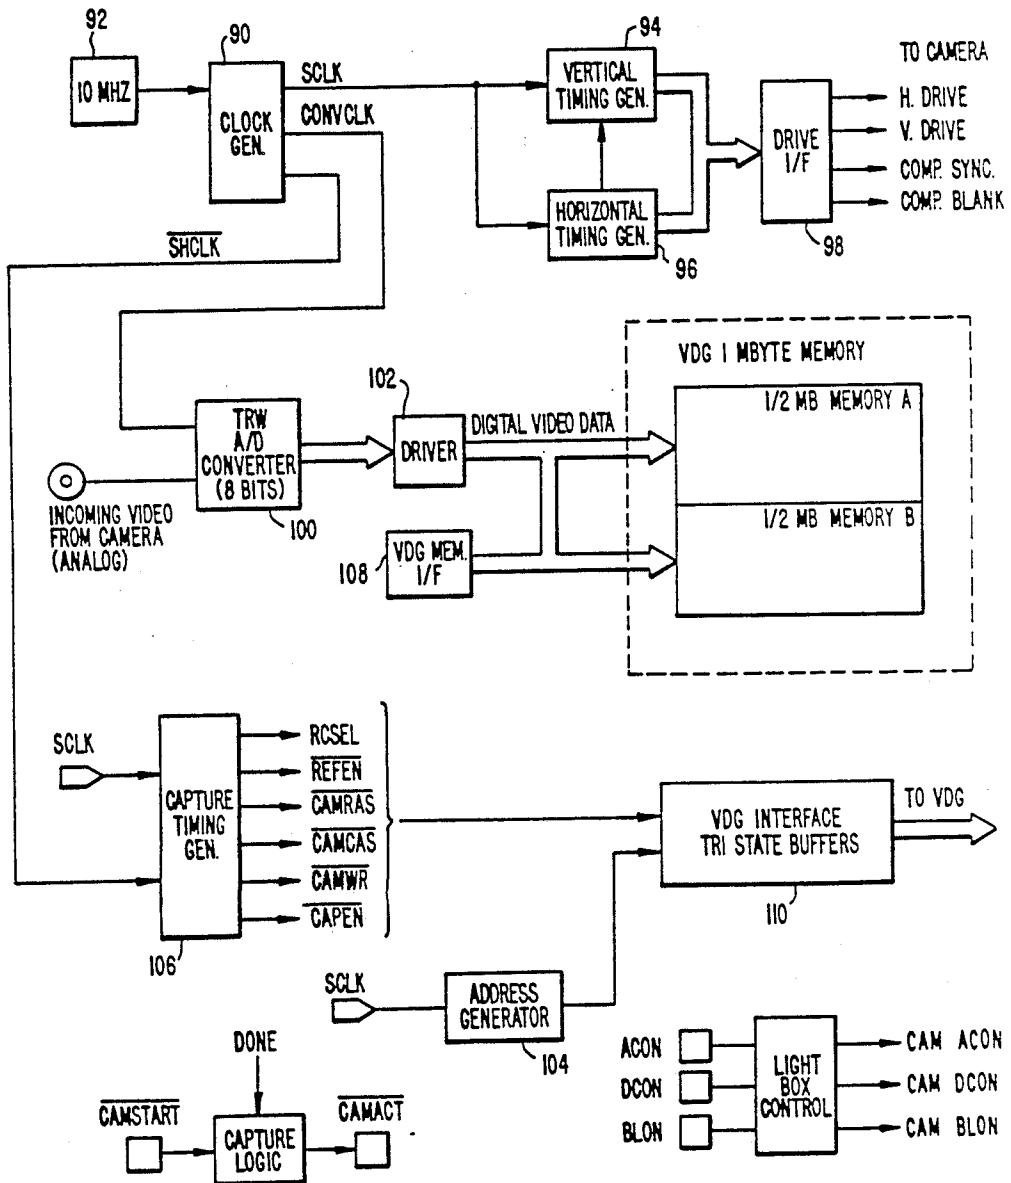 92
10 MHZ
90
CLOCK
GEN.
SCLK
CONVCLK
SHCLK
94
VERTICAL
TIMING GEN.
HORIZONTAL
TIMING GEN.
96
DRIVE
I/F
98
TO CAMERA
H. DRIVE
V. DRIVE
COMP. SYNC.
COMP. BLANK
TRW
A/D
CONVERTER
(8 BITS)
100
INCOMING VIDEO
FROM CAMERA
(ANALOG)
102
DRIVER
DIGITAL VIDEO DATA
108
VDG MEM.
I/F
VDG 1 MBYTE MEMORY
1/2 MB MEMORY A
1/2 MB MEMORY B
SCLK
CAPTURE
TIMING
GEN.
106
RCSEL
REFEN
CAMRAS
CAMCAS
CAMWR
CAPEN
VDG INTERFACE
TRI STATE BUFFERS
110
TO VDG
SCLK
ADDRESS
GENERATOR
104
DONE
CAMSTART
CAPTURE
LOGIC
CAMACT
ACON
DCON
BLON
LIGHT
BOX
CONTROL
CAM ACON
CAM DCON
CAM BLON